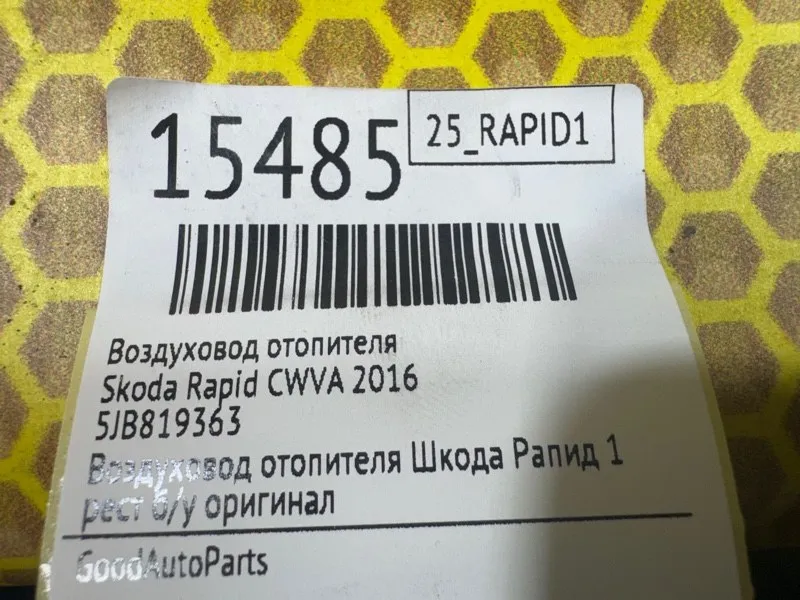 15485
25_RAPID1
Воздуховод отопителя
Skoda Rapid CWVA 2016
5JB819363
Воздуховод отопителя Шкода Рапид 1
рест б/у оригинал
GoodAutoParts